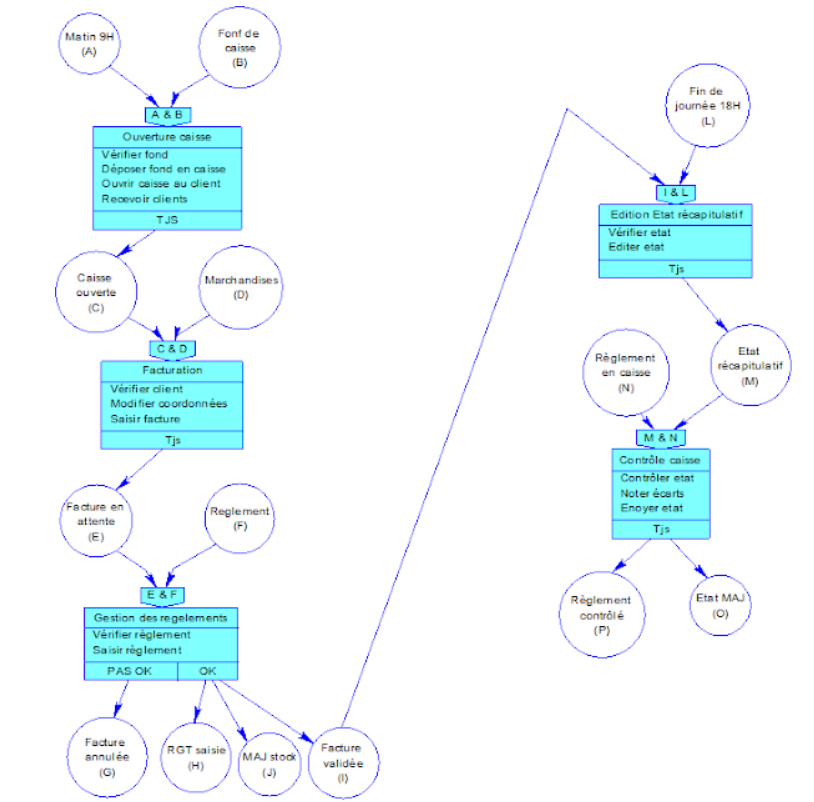 Matin 9H
(A)
Fonf de
caisse
(B)
A & B
Ouverture caisse
Vérifier fond
Déposer fond en caisse
Ouvrir caisse au client
Recevoir clients
TJS
Caisse
ouverte
(C)
Marchandises
(D)
C & D
Facturation
Vérifier client
Modifier coordonnées
Saisir facture
Tjs
Facture en
attente
(E)
Reglement
(F)
E & F
Gestion des regelements
Vérifier règlement
Saisir règlement
PAS OK
OK
Facture
annulée
(G)
RGT saisie
(H)
MAJ stock
(J)
Facture
validée
(I)
Fin de
journée 18H
(L)
I & L
Edition Etat récapitulatif
Vérifier etat
Editer etat
Tjs
Règlement
en caisse
(N)
Etat
récapitulatif
(M)
M & N
Contrôle caisse
Contrôler etat
Noter écarts
Enoyer etat
Tjs
Règlement
contrôlé
(P)
Etat MAJ
(O)